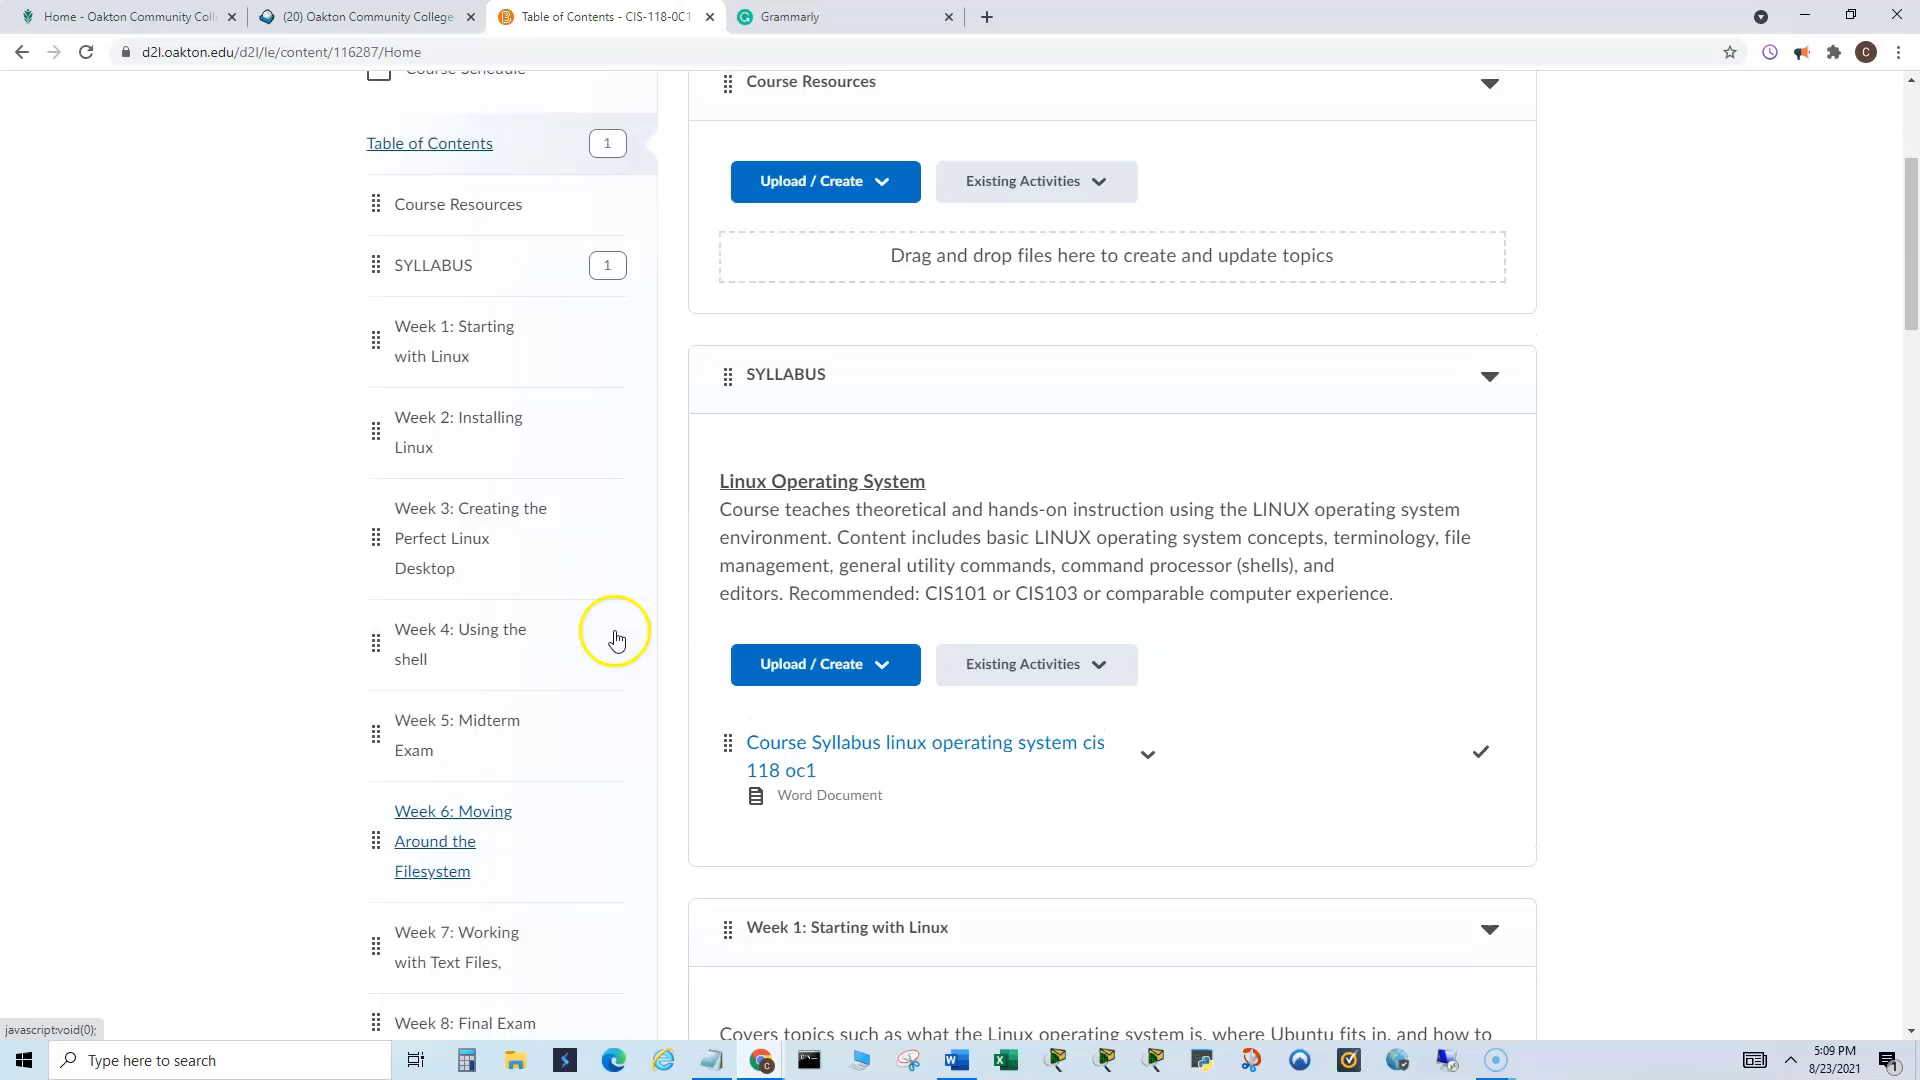 Home - Oakton Community Coll
(20) Oakton Community College
Table of Contents - CIS-118-0C1
Grammarly
d2l.oakton.edu/d2l/le/content/116287/Home
C
Course Schedule
Table of Contents
1
Course Resources
SYLLABUS
1
Week 1: Starting
with Linux
Week 2: Installing
Linux
Week 3: Creating the
Perfect Linux
Desktop
Week 4: Using the
shell
Week 5: Midterm
Exam
Week 6: Moving
Around the
Filesystem
Week 7: Working
with Text Files,
Week 8: Final Exam
Course Resources
Upload / Create
Existing Activities
Drag and drop files here to create and update topics
SYLLABUS
Linux Operating System
Course teaches theoretical and hands-on instruction using the LINUX operating system
environment. Content includes basic LINUX operating system concepts, terminology, file
management, general utility commands, command processor (shells), and
editors. Recommended: CIS101 or CIS103 or comparable computer experience.
Upload / Create
Existing Activities
Course Syllabus linux operating system cis
118 oc1
Word Document
Week 1: Starting with Linux
Covers topics such as what the Linux operating system is, where Ubuntu fits in, and how to
javascript:void(0);
Type here to search
5:09 PM
8/23/2021
1